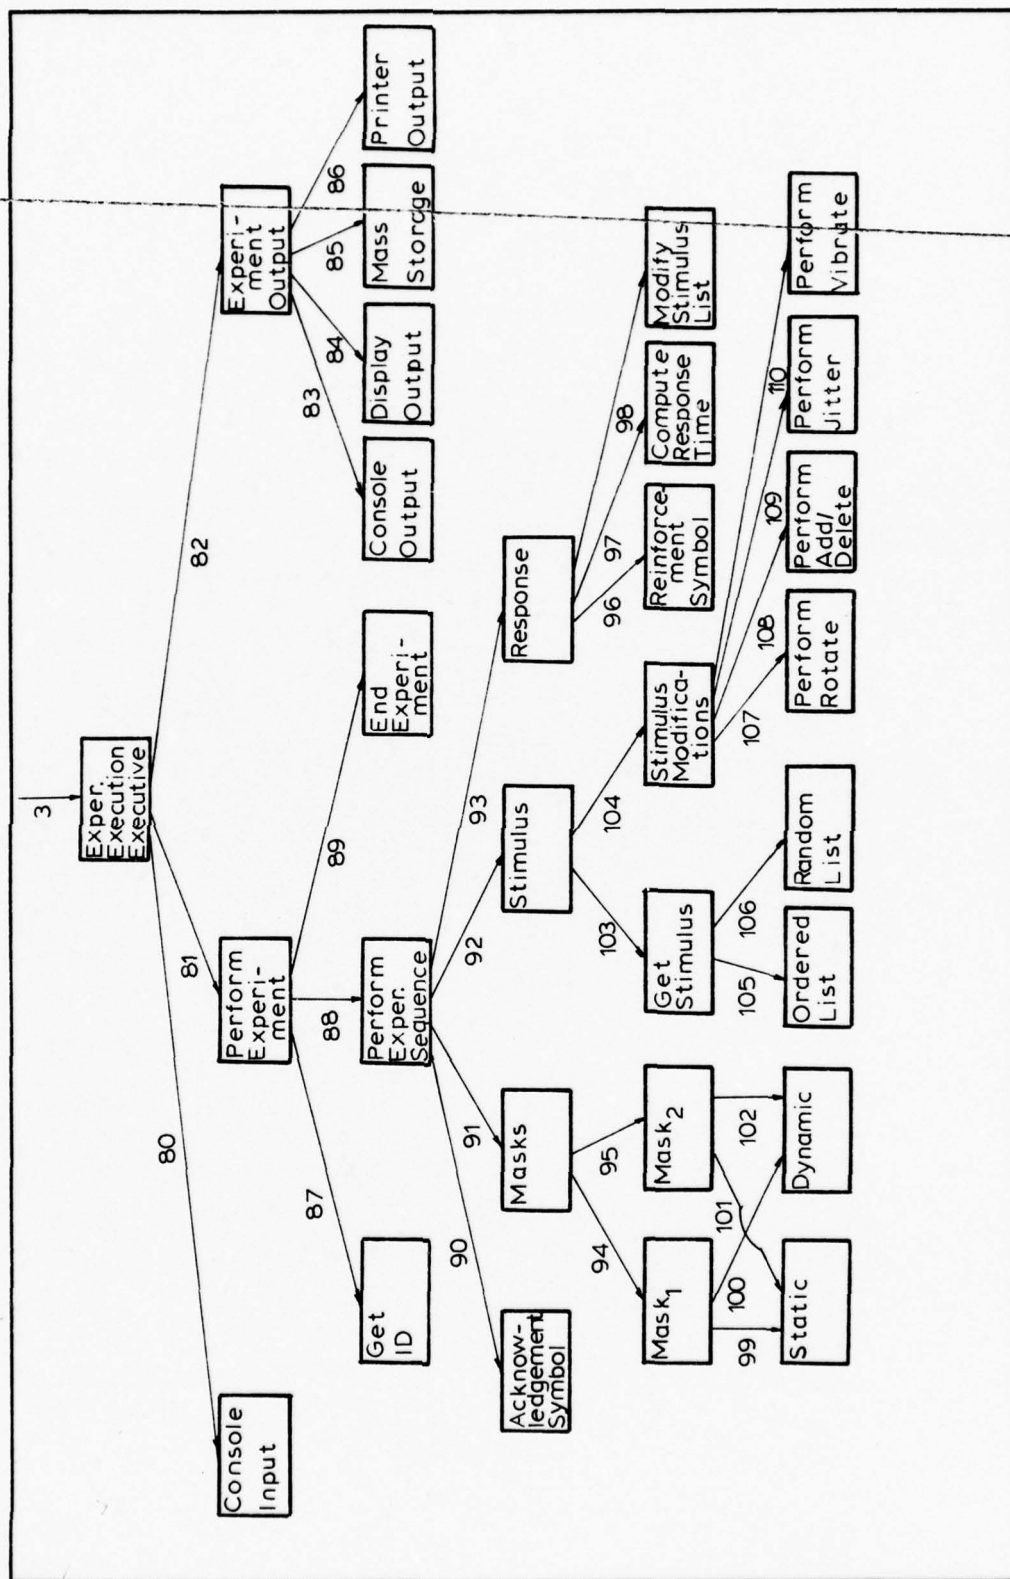 3
Exper.
Execution
Executive
80
81
82
Console
Input
Perform
Experi-
ment
Experi-
ment
Output
87
88
89
83
84
85
86
Get
ID
Perform
Exper.
Sequence
End
Experi-
ment
Console
Output
Display
Output
Mass
Storage
Printer
Output
90
91
92
93
Acknow-
ledgement
Symbol
Masks
Stimulus
Response
94
95
103
104
96
97
98
Mask1
Mask2
Get
Stimulus
Stimulus
Modifica-
tions
Reinforce-
ment
Symbol
Compute
Response
Time
Modify
Stimulus
List
99
100
101
102
105
106
107
108
109
110
Static
Dynamic
Ordered
List
Random
List
Perform
Rotate
Perform
Add/
Delete
Perform
Jitter
Perform
Vibrate